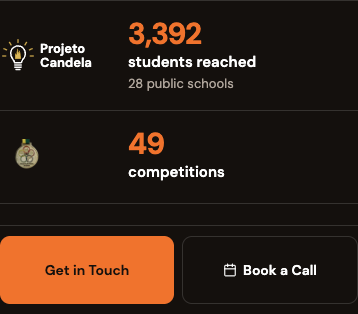 Projeto
Candela
3,392
students reached
28 public schools
49
competitions
Get in Touch
Book a Call